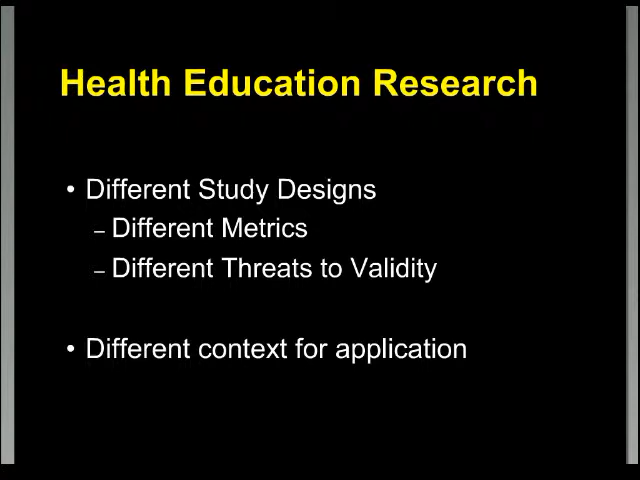 Health Education Research
• Different Study Designs
– Different Metrics
– Different Threats to Validity
• Different context for application